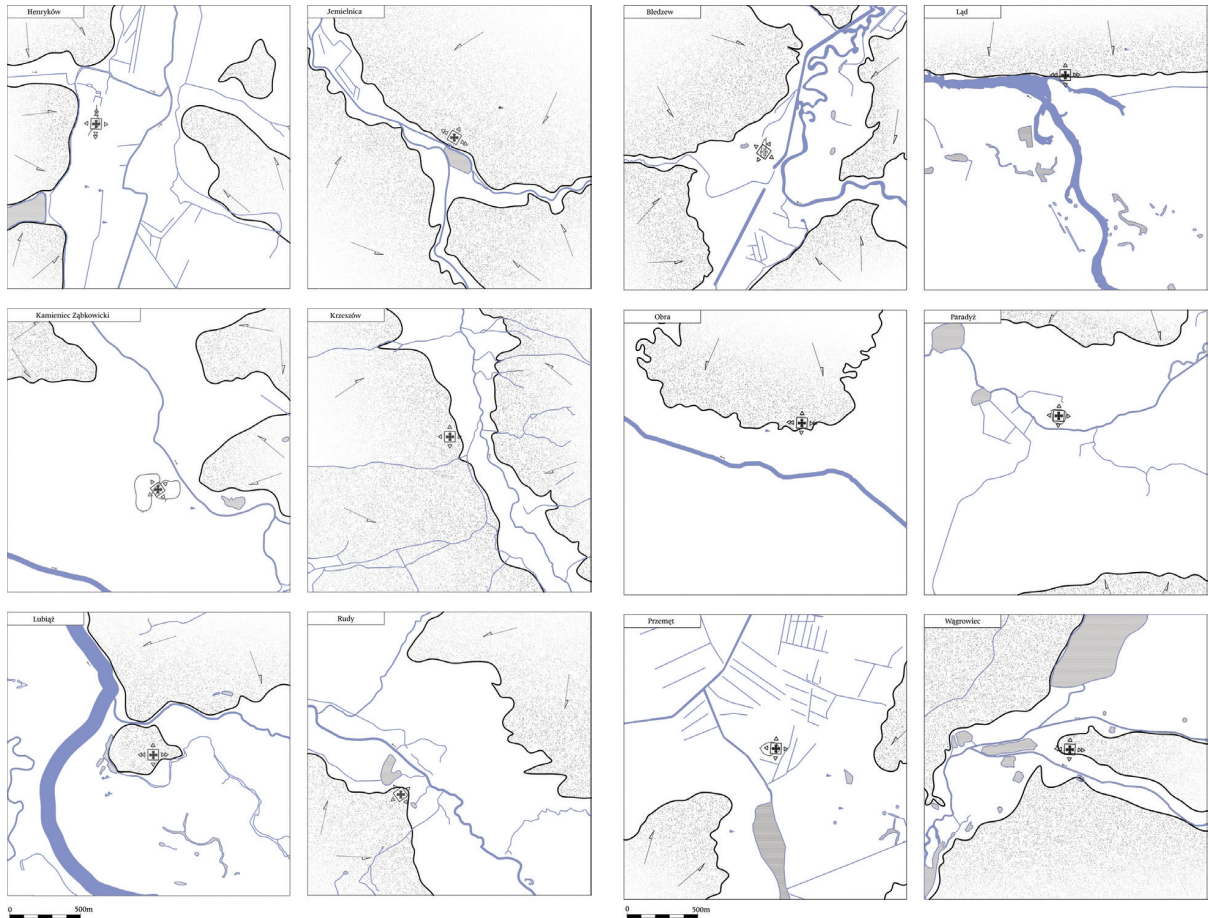 Henryków
Jemielnica
Bledzew
Ląd
Kamieniec Ząbkowicki
Krzeszów
Obra
Paradyż
Lubiąż
Rudy
Przemęt
Wągrowiec
0 500m
0 500m